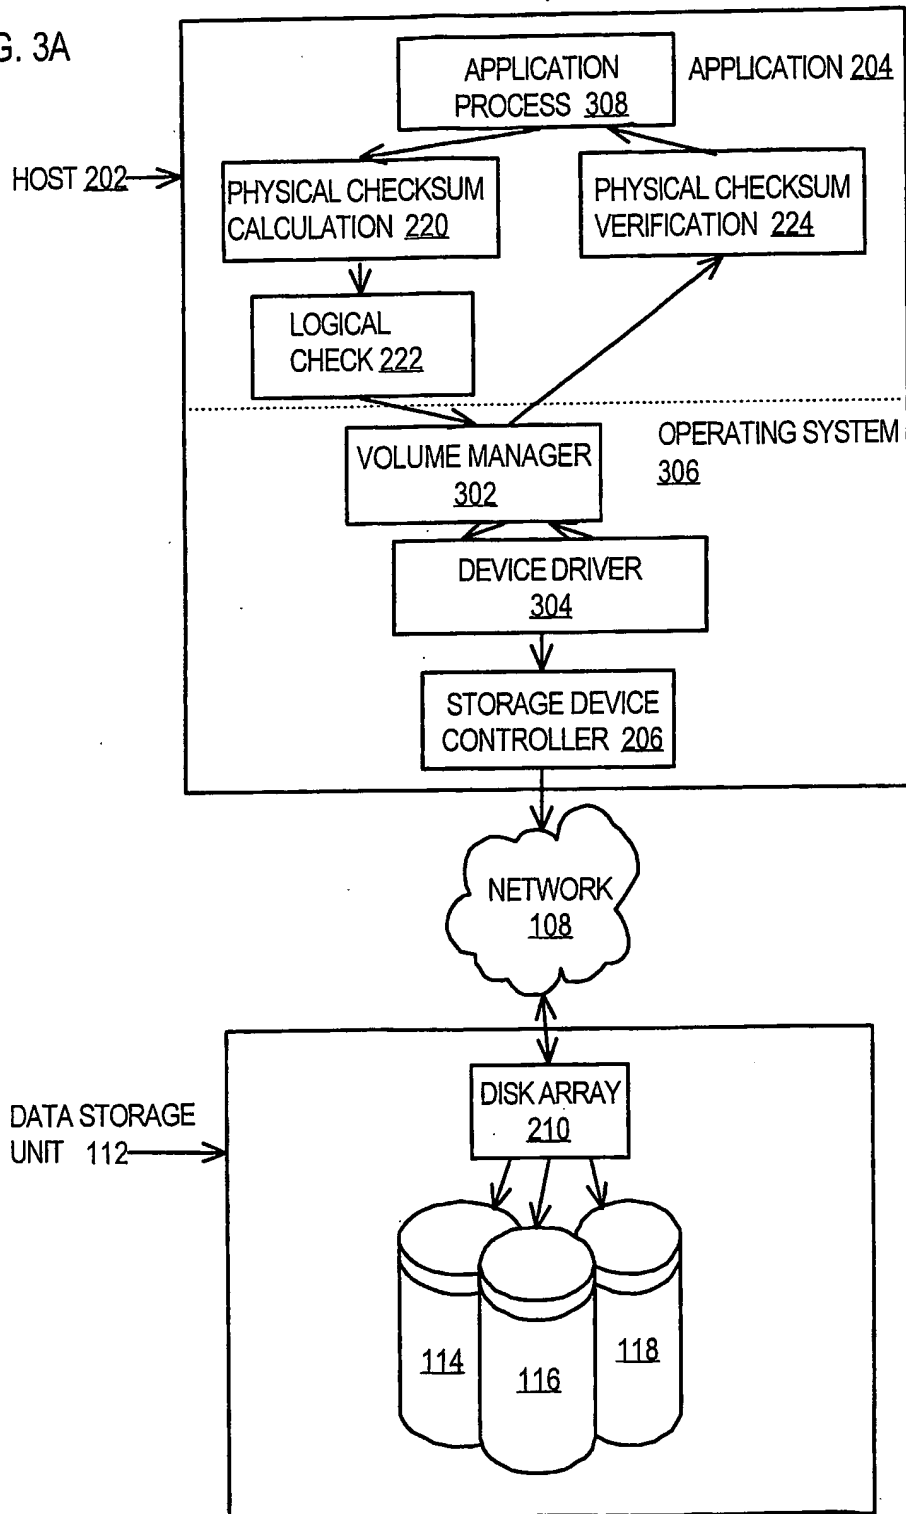 G. 3A
APPLICATION
PROCESS 308
APPLICATION 204
HOST 202
PHYSICAL CHECKSUM
CALCULATION 220
PHYSICAL CHECKSUM
VERIFICATION 224
LOGICAL
CHECK 222
OPERATING SYSTEM
306
VOLUME MANAGER
302
DEVICE DRIVER
304
STORAGE DEVICE
CONTROLLER 206
NETWORK
108
DISK ARRAY
210
DATA STORAGE
UNIT 112
114
116
118